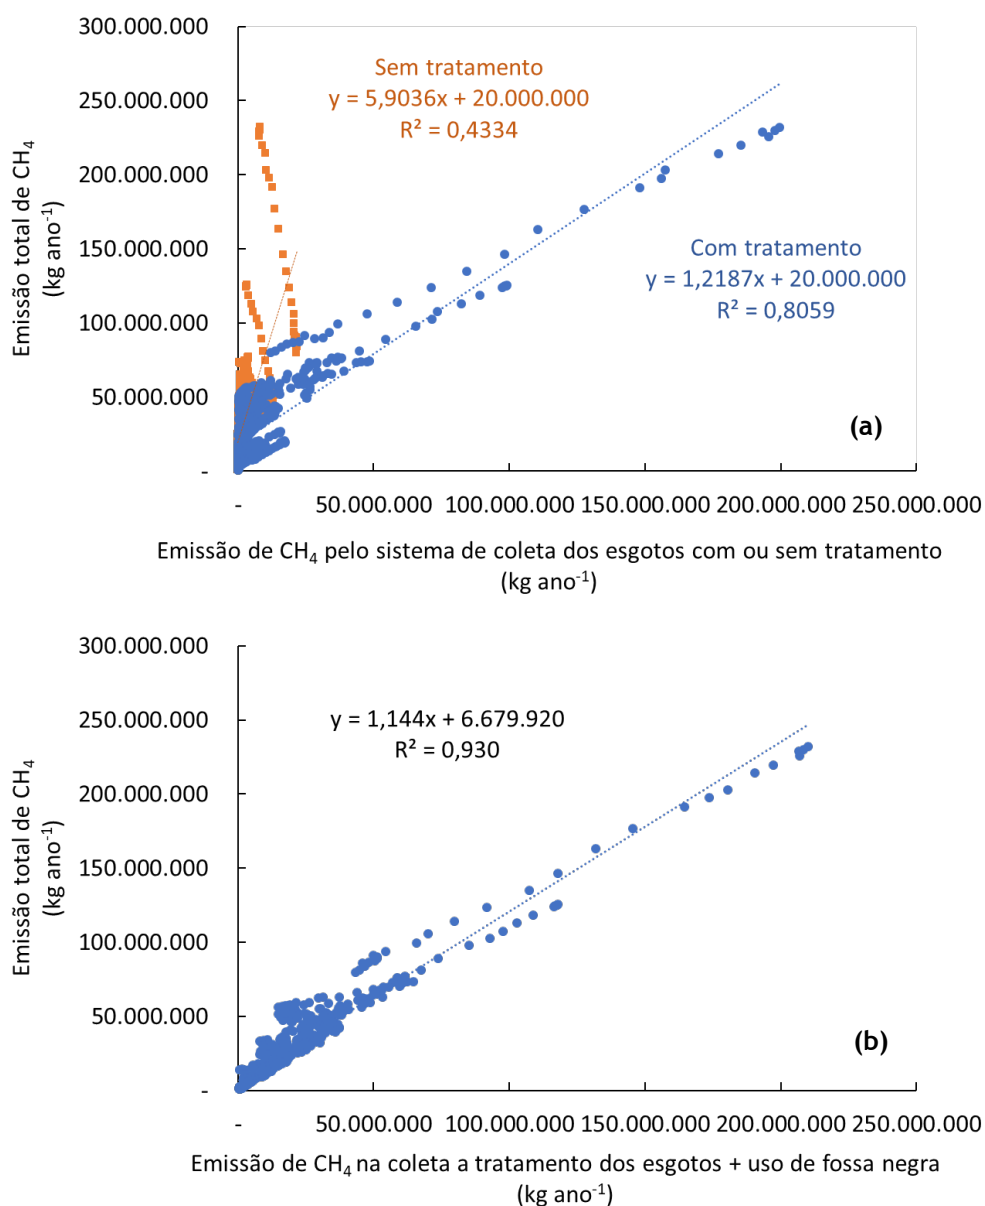 300.000.000
250.000.000
200.000.000
150.000.000
100.000.000
50.000.000
-
Emissão total de CH₄
(kg ano⁻¹)
Sem tratamento
y = 5,9036x + 20.000.000
R² = 0,4334
Com tratamento
y = 1,2187x + 20.000.000
R² = 0,8059
(a)
-
50.0000.000
100.000.000
150.000.000
200.000.000
250.000.000
Emissão de CH₄ pelo sistema de coleta dos esgotos com ou sem tratamento
(kg ano⁻¹)
300.000.000
250.000.000
200.000.000
150.000.000
100.000.000
50.000.000
-
Emissão total de CH₄
(kg ano⁻¹)
y = 1,144x + 6.679.920
R² = 0,930
(b)
-
50.0000.000
100.000.000
150.000.000
200.000.000
250.000.000
Emissão de CH₄ na coleta a tratamento dos esgotos + uso de fossa negra
(kg ano⁻¹)